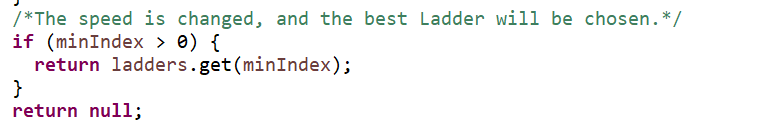 /*The speed is changed, and the best Ladder will be chosen.*/
if (minIndex > 0) {
  return ladders.get(minIndex);
}
return null;